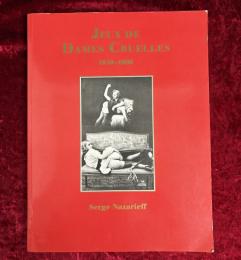 JEUX DE
DAMES CRUELLES
1850-1960
Serge Nazarieff